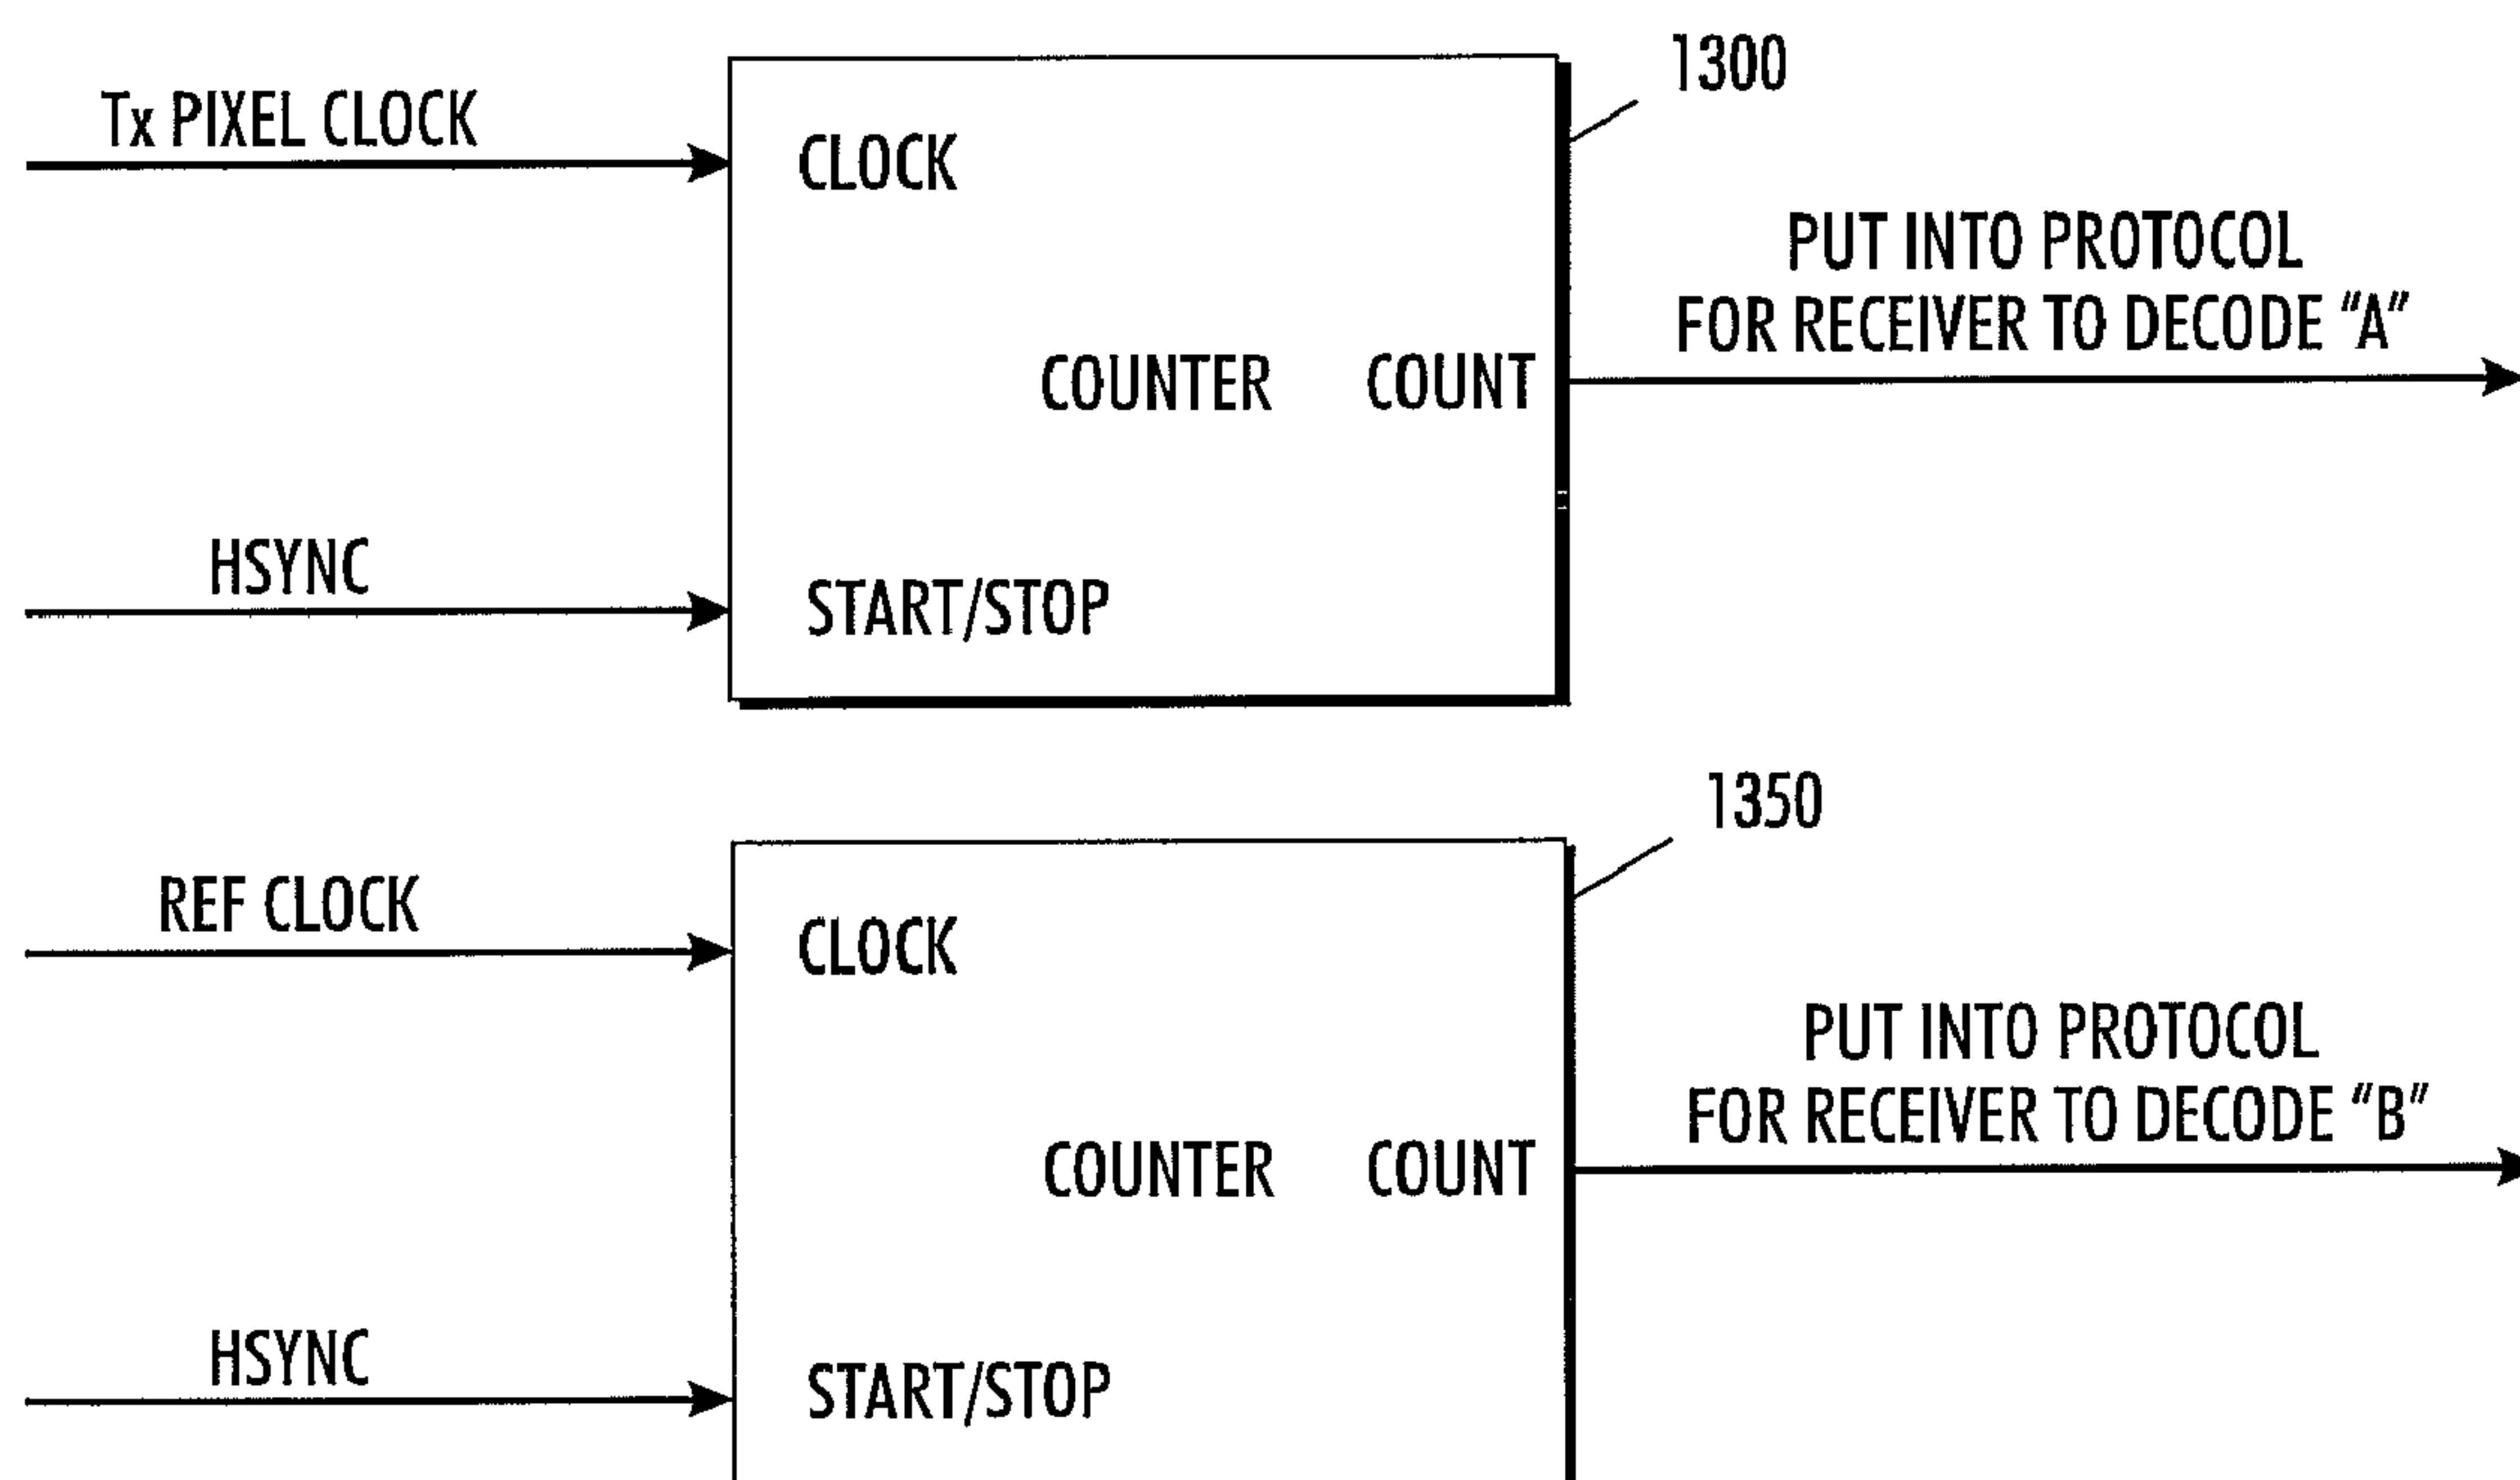 1300
Tx PIXEL CLOCK
CLOCK
PUT INTO PROTOCOL
FOR RECEIVER TO DECODE "A"
COUNTER COUNT
HSYNC
START/STOP
1350
REF CLOCK
CLOCK
PUT INTO PROTOCOL
FOR RECEIVER TO DECODE "B"
COUNTER COUNT
HSYNC
START/STOP